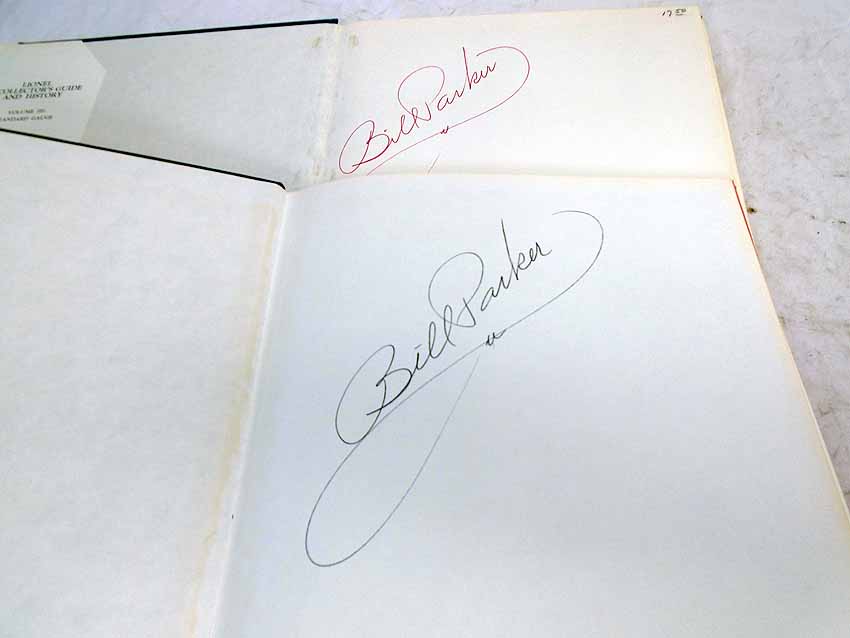 LIONEL
COLLECTOR'S GUIDE
AND HISTORY
VOLUME III:
STANDARD GAUGE
17 50
Bill Parker
Bill Parker